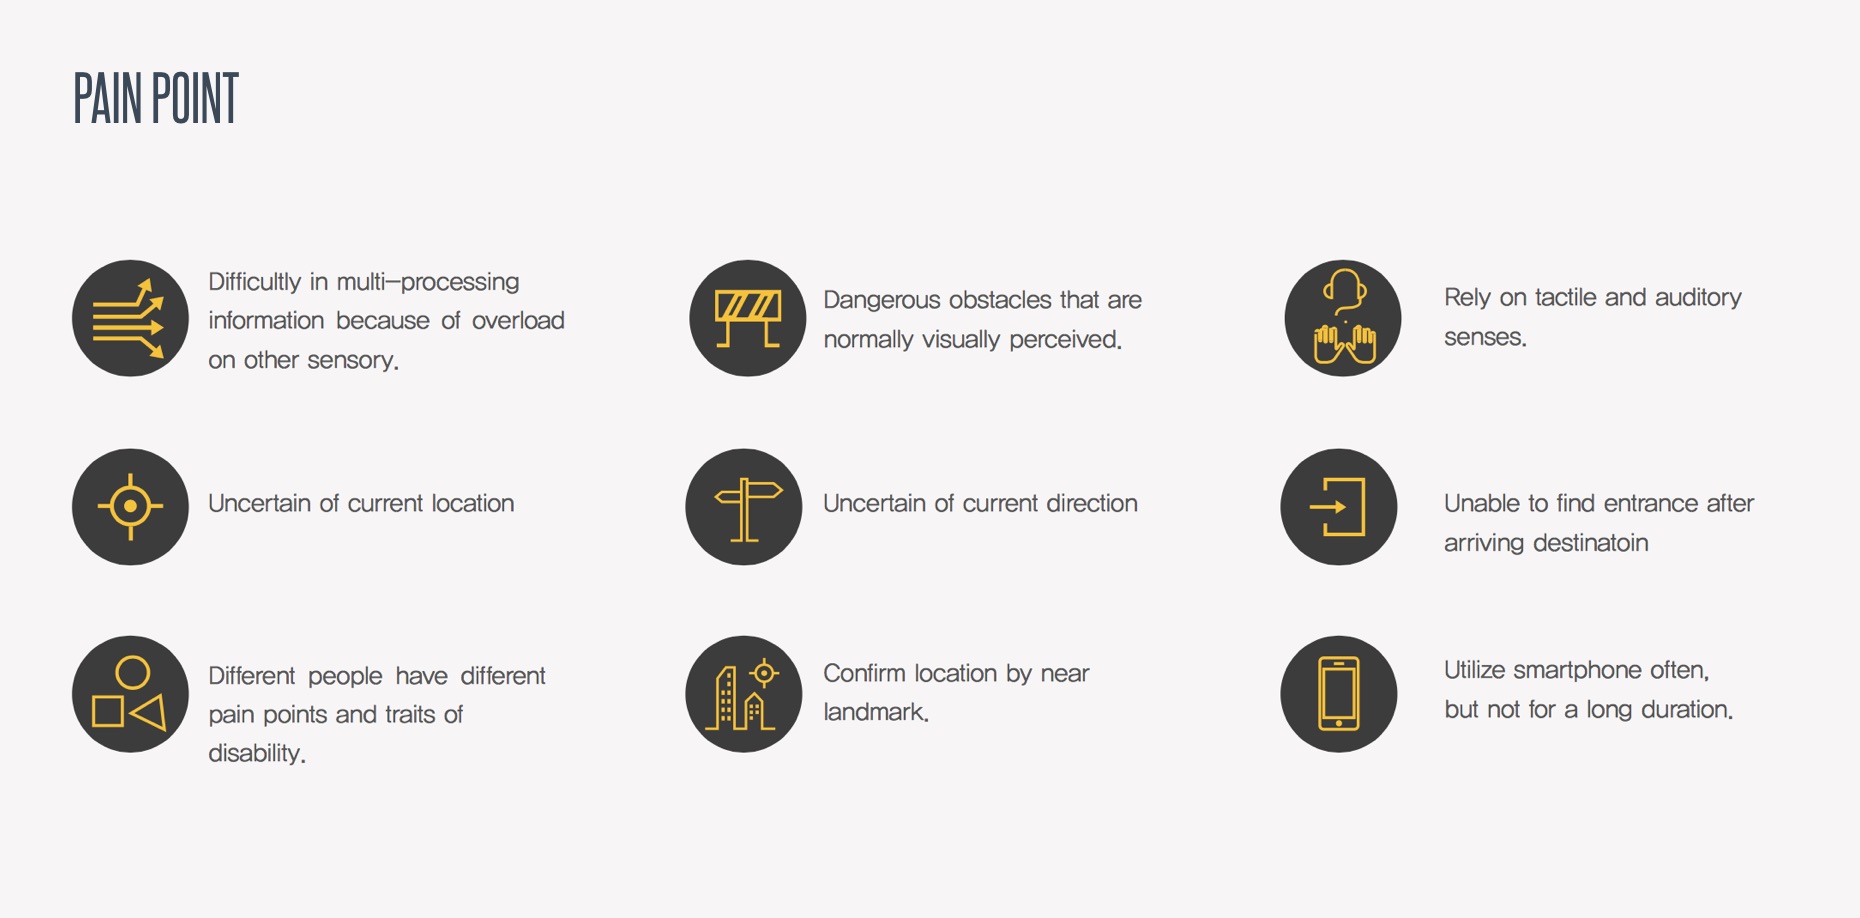 PAIN POINT
Difficultly in multi-processing
information because of overload
on other sensory.
Dangerous obstacles that are
normally visually perceived.
Rely on tactile and auditory
senses.
Uncertain of current location
Uncertain of current direction
Unable to find entrance after
arriving destinatoin
Different people have different
pain points and traits of
disability.
Confirm location by near
landmark.
Utilize smartphone often,
but not for a long duration.